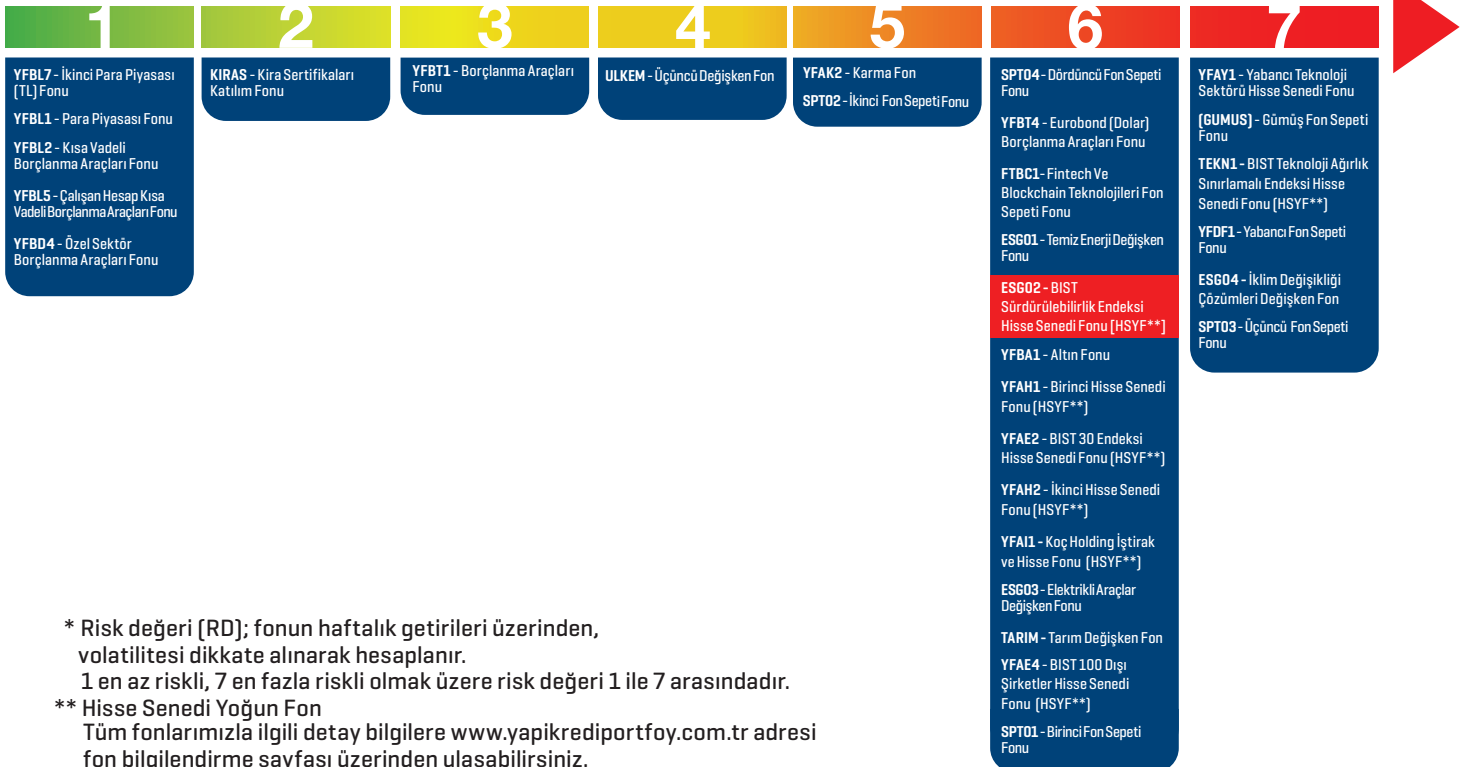 1
2
3
4
5
6
7
YFBL7 - İkinci Para Piyasası
(TL) Fonu
YFBL1 - Para Piyasası Fonu
YFBL2 - Kısa Vadeli
Borçlanma Araçları Fonu
YFBL5 - Çalışan Hesap Kısa
Vadeli Borçlanma Araçları Fonu
YFBD4 - Özel Sektör
Borçlanma Araçları Fonu
KIRAS - Kira Sertifikaları
Katılım Fonu
YFBT1 - Borçlanma Araçları
Fonu
ULKEM - Üçüncü Değişken Fon
YFAK2 - Karma Fon
SPT02 - İkinci Fon Sepeti Fonu
SPT04 - Dördüncü Fon Sepeti
Fonu
YFBT4 - Eurobond (Dolar)
Borçlanma Araçları Fonu
FTBC1- Fintech Ve
Blockchain Teknolojileri Fon
Sepeti Fonu
ESG01 - Temiz Enerji Değişken
Fonu
ESG02 - BIST
Sürdürülebilirlik Endeksi
Hisse Senedi Fonu (HSYF**)
YFBA1 - Altın Fonu
YFAH1 - Birinci Hisse Senedi
Fonu (HSYF**)
YFAE2 - BIST 30 Endeksi
Hisse Senedi Fonu (HSYF**)
YFAH2 - İkinci Hisse Senedi
Fonu (HSYF**)
YFAI1 - Koç Holding İştirak
ve Hisse Fonu (HSYF**)
ESG03 - Elektrikli Araçlar
Değişken Fonu
TARIM - Tarım Değişken Fon
YFAE4 - BIST 100 Dışı
Şirketler Hisse Senedi
Fonu (HSYF**)
SPT01 - Birinci Fon Sepeti
Fonu
YFAY1 - Yabancı Teknoloji
Sektörü Hisse Senedi Fonu
(GUMUS) - Gümüş Fon Sepeti
Fonu
TEKN1 - BIST Teknoloji Ağırlık
Sınırlamalı Endeksi Hisse
Senedi Fonu (HSYF**)
YFDF1 - Yabancı Fon Sepeti
Fonu
ESG04 - İklim Değişikliği
Çözümleri Değişken Fon
SPT03 - Üçüncü Fon Sepeti
Fonu
* Risk değeri (RD); fonun haftalık getirileri üzerinden,
volatilitesi dikkate alınarak hesaplanır.
1 en az riskli, 7 en fazla riskli olmak üzere risk değeri 1 ile 7 arasındadır.
** Hisse Senedi Yoğun Fon
Tüm fonlarımızla ilgili detay bilgilere www.yapikrediportfoy.com.tr adresi
fon bilgilendirme sayfası üzerinden ulaşabilirsiniz.